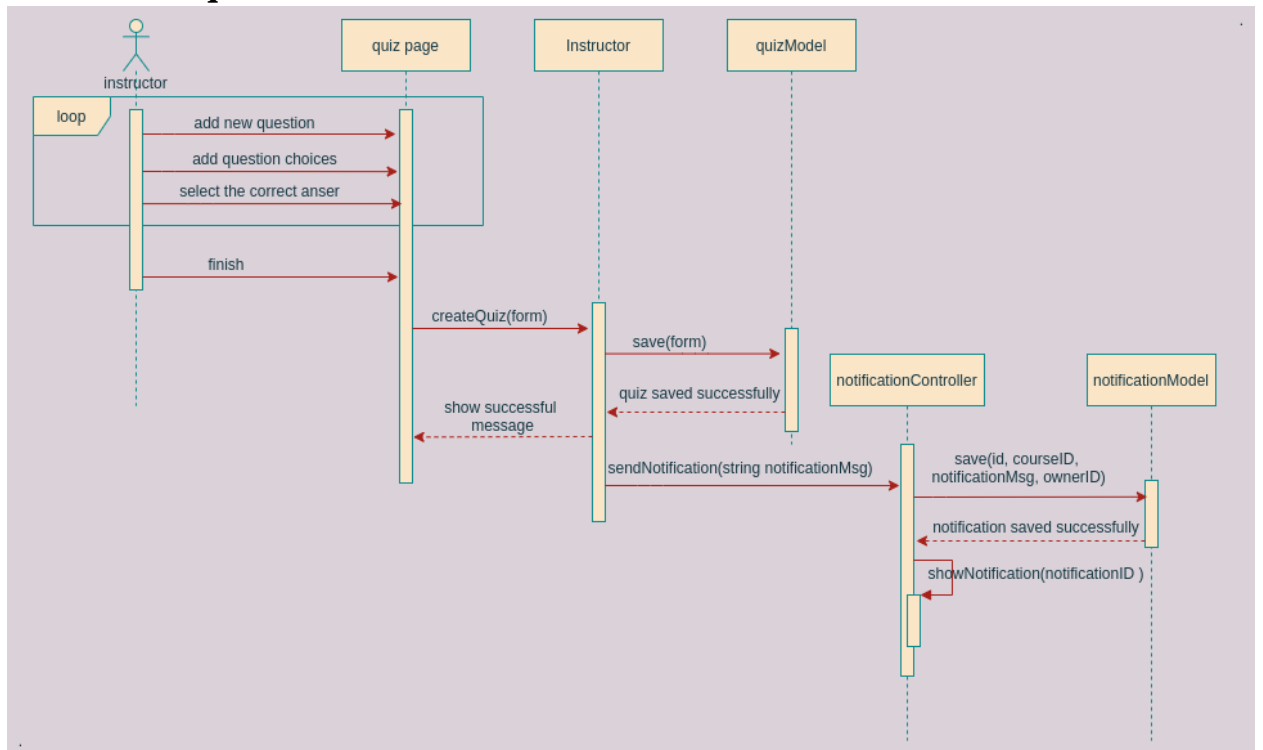 quiz page
Instructor
quizModel
instructor
loop
add new question
add question choices
select the correct anser
finish
createQuiz(form)
save(form)
notificationController
notificationModel
quiz saved successfully
show successful
message
sendNotification(string notificationMsg)
save(id, courseID,
notificationMsg, ownerID)
notification saved successfully
showNotification(notificationID )